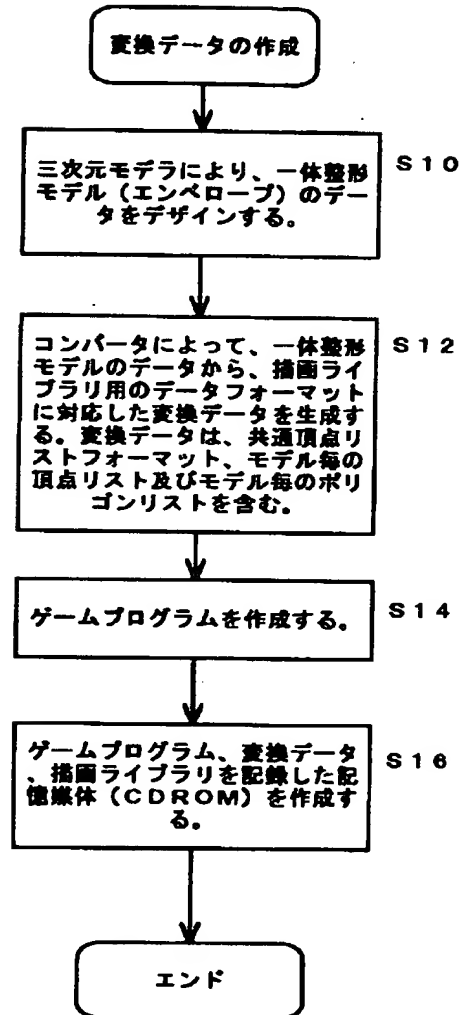 変換データの作成
三次元モデラにより、一体整形
モデル（エンベロープ）のデー
タをデザインする。
S10
コンバータによって、一体整形
モデルのデータから、描画ライ
ブラリ用のデータフォーマット
に対応した変換データを生成す
る。変換データは、共通頂点リ
ストフォーマット、モデル毎の
頂点リスト及びモデル毎のポリ
ゴンリストを含む。
S12
ゲームプログラムを作成する。
S14
ゲームプログラム、変換データ
、描画ライブラリを記録した記
憶媒体（CDROM）を作成す
る。
S16
エンド